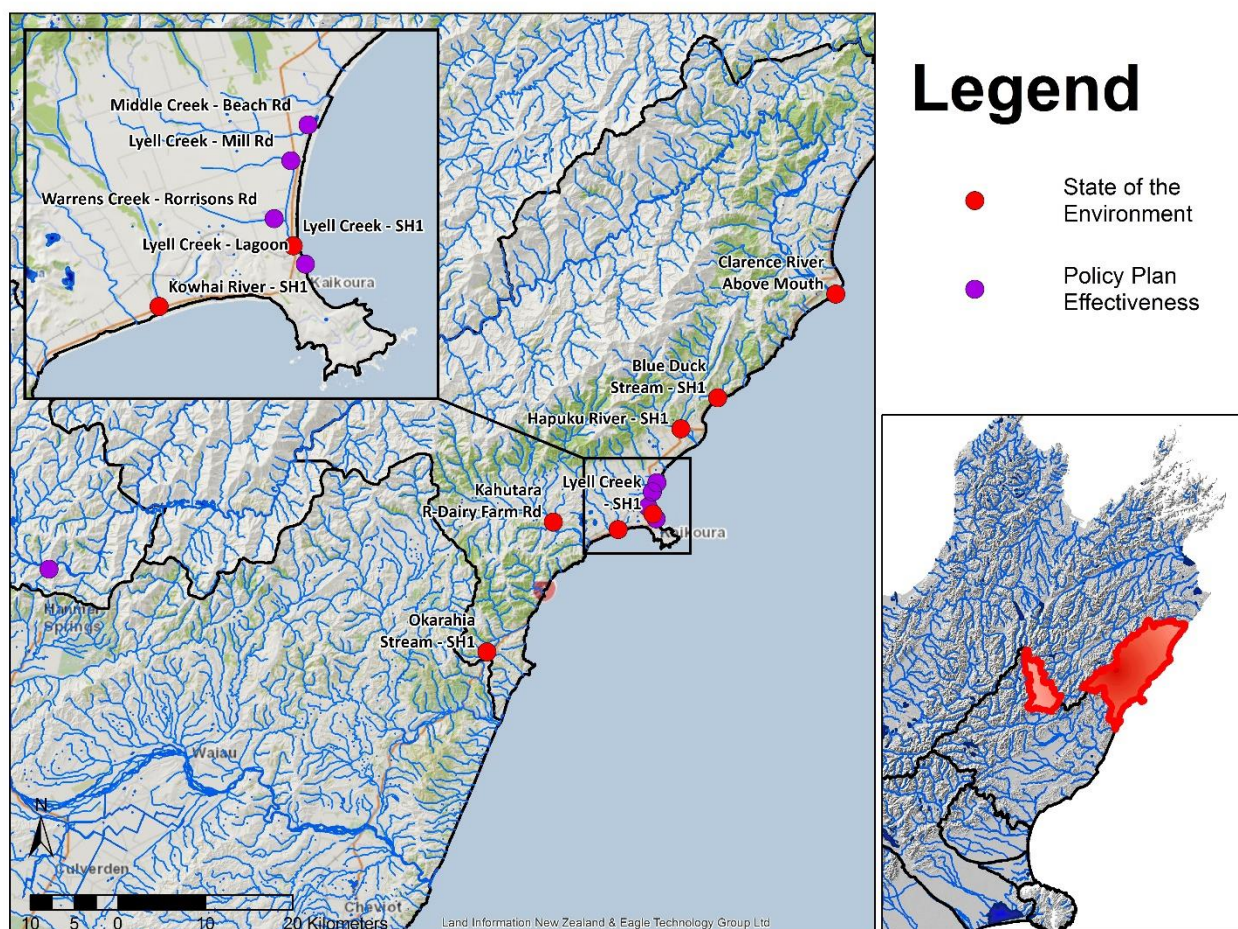 Middle Creek - Beach Rd
Lyell Creek - Mill Rd
Warrens Creek - Rorrisons Rd
Lyell Creek - SH1
Lyell Creek - Lagoon
Kaikoura
Kowhai River - SH1
Clarence River
Above Mouth
Blue Duck
Stream - SH1
Hapuku River - SH1
Lyell Creek
- SH1
Kahutara
R-Dairy Farm Rd
Kaikoura
Hanmer
Springs
Okarahia
Stream - SH1
Waiau
N
Culverden
Cheviot
10 5 0 10 20 Kilometers
Land Information New Zealand & Eagle Technology Group Ltd
Legend
State of the
Environment
Policy Plan
Effectiveness